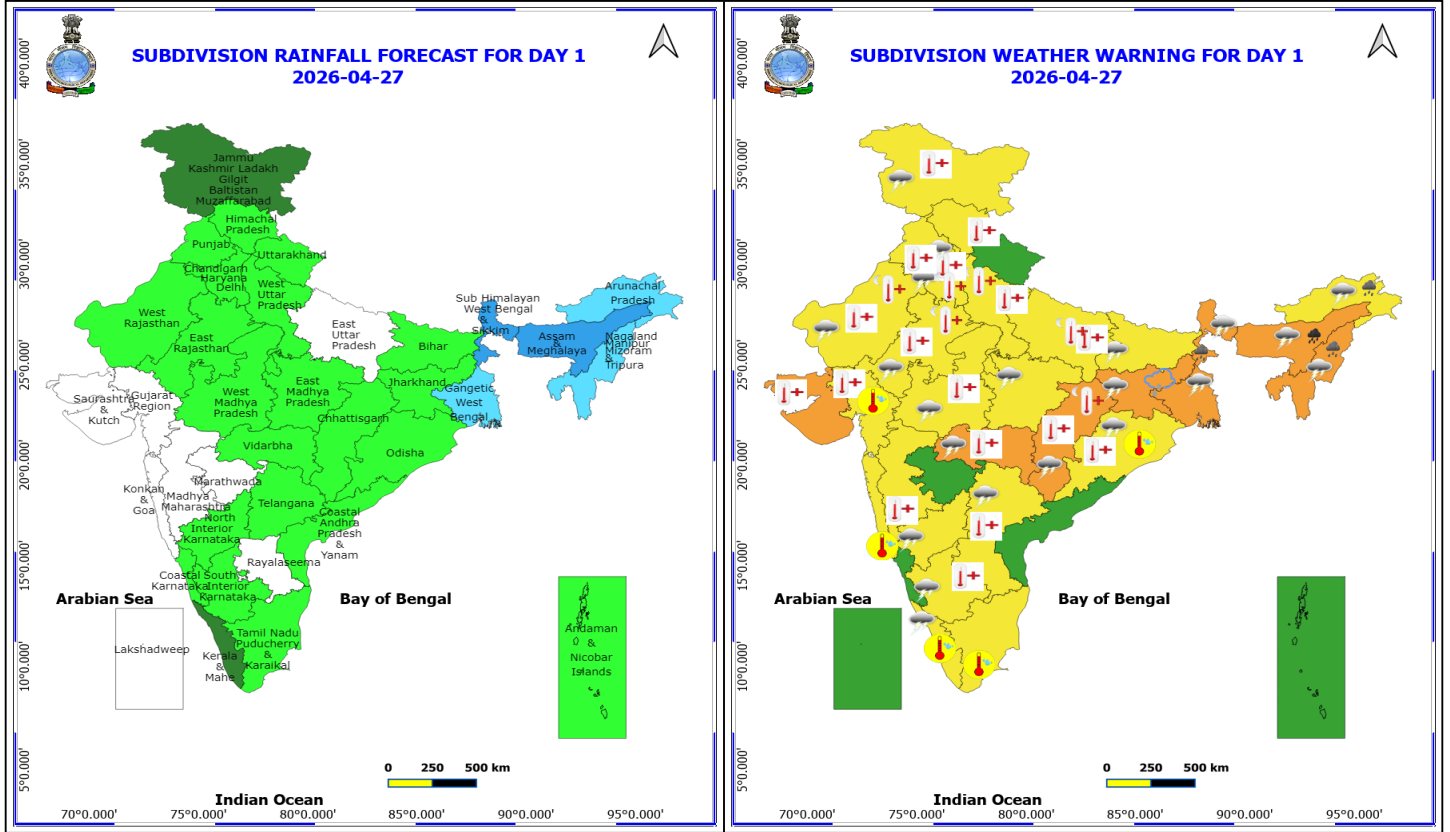 SUBDIVISION RAINFALL FORECAST FOR DAY 1
2026-04-27
40°0.000'
35°0.000'
30°0.000'
25°0.000'
20°0.000'
15°0.000'
10°0.000'
5°0.000'
Jammu
Kashmir Ladakh
Gilgit
Baltistan
Muzaffarabad
Himachal
Pradesh
Punjab
Uttarakhand
Chandigarh
Haryana
Delhi
West
Uttar
Pradesh
West
Rajasthan
East
Rajasthan
East
Uttar
Pradesh
Sub Himalayan
West Bengal
&
Sikkim
Arunachal
Pradesh
Assam
&
Meghalaya
Nagaland
Manipur
Mizoram
&
Tripura
Bihar
Jharkhand
Gangetic
West
Bengal
Saurashtra
&
Kutch
Gujarat
Region
West
Madhya
Pradesh
East
Madhya
Pradesh
Chhattisgarh
Vidarbha
Odisha
Konkan
&
Goa
Madhya
Maharashtra
Marathwada
Telangana
North
Interior
Karnataka
Coastal
Andhra
Pradesh
&
Yanam
Rayalaseema
Coastal
Karnataka
South
Interior
Karnataka
Arabian Sea
Bay of Bengal
Lakshadweep
Kerala
&
Mahe
Tamil Nadu
Puducherry
&
Karaikal
Andaman
&
Nicobar
Islands
0 250 500 km
Indian Ocean
70°0.000' 75°0.000' 80°0.000' 85°0.000' 90°0.000' 95°0.000'
SUBDIVISION WEATHER WARNING FOR DAY 1
2026-04-27
40°0.000'
35°0.000'
30°0.000'
25°0.000'
20°0.000'
15°0.000'
10°0.000'
5°0.000'
Arabian Sea
Bay of Bengal
0 250 500 km
Indian Ocean
70°0.000' 75°0.000' 80°0.000' 85°0.000' 90°0.000' 95°0.000'